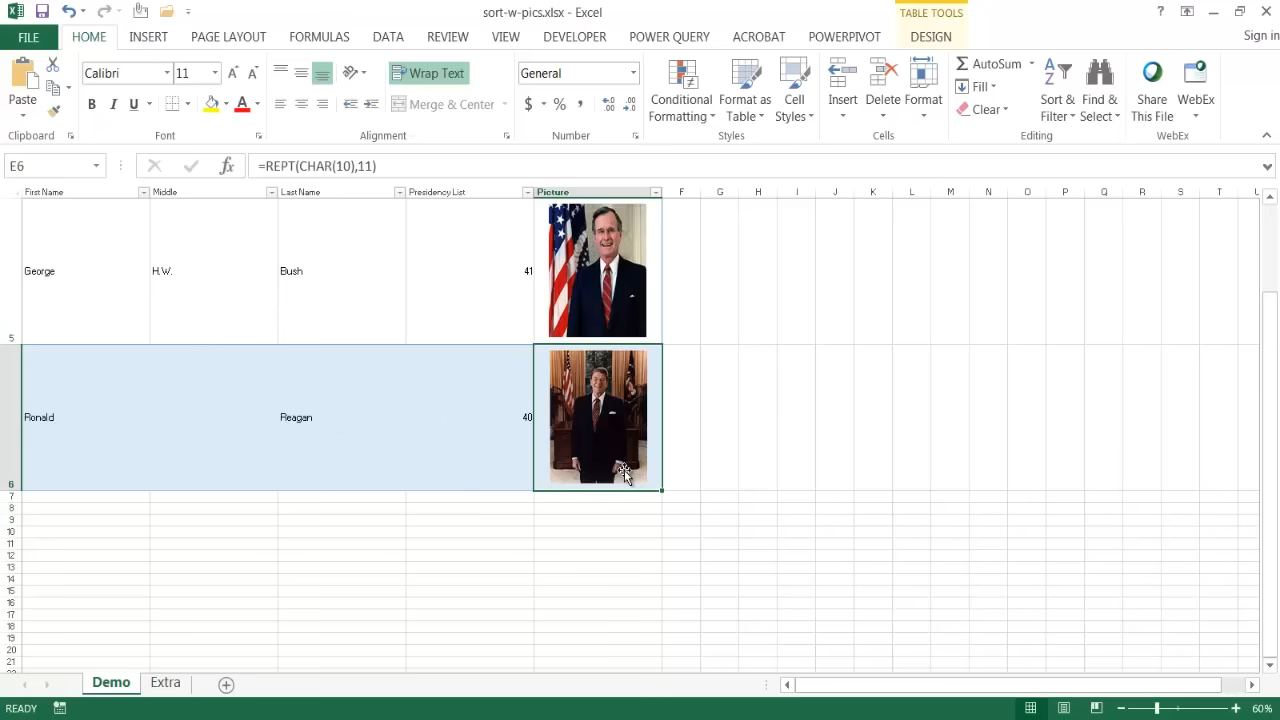 sort-w-pics.xlsx - Excel
TABLE TOOLS
?
FILE
HOME
INSERT
PAGE LAYOUT
FORMULAS
DATA
REVIEW
VIEW
DEVELOPER
POWER QUERY
ACROBAT
POWERPIVOT
DESIGN
Sign in
Paste
Clipboard
Calibri
B I U
A A
A
Font
Wrap Text
Merge & Center
Alignment
General
$ % ,
Number
Conditional Formatting
Format as Table
Cell Styles
Styles
Insert
Delete
Format
Cells
AutoSum
Fill
Clear
Sort & Filter
Find & Select
Editing
Share This File
WebEx
WebEx
E6
fx
=REPT(CHAR(10),11)
First Name Middle Last Name Presidency List Picture F G H I J K L M N O P Q R S T U
George H.W. Bush 41
5
Ronald Reagan 40
6
7
8
9
10
11
12
13
14
15
16
17
18
19
20
21
Demo
Extra
READY
60%